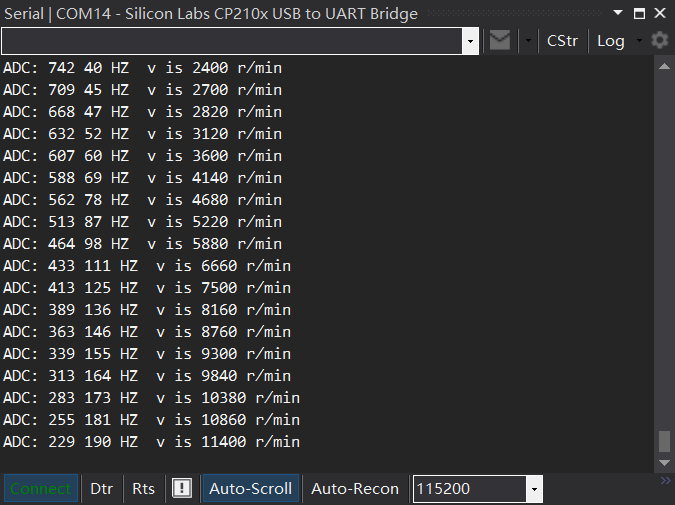 Serial | COM14 - Silicon Labs CP210x USB to UART Bridge
CStr Log
ADC: 742 40 HZ  v is 2400 r/min
ADC: 709 45 HZ  v is 2700 r/min
ADC: 668 47 HZ  v is 2820 r/min
ADC: 632 52 HZ  v is 3120 r/min
ADC: 607 60 HZ  v is 3600 r/min
ADC: 588 69 HZ  v is 4140 r/min
ADC: 562 78 HZ  v is 4680 r/min
ADC: 513 87 HZ  v is 5220 r/min
ADC: 464 98 HZ  v is 5880 r/min
ADC: 433 111 HZ  v is 6660 r/min
ADC: 413 125 HZ  v is 7500 r/min
ADC: 389 136 HZ  v is 8160 r/min
ADC: 363 146 HZ  v is 8760 r/min
ADC: 339 155 HZ  v is 9300 r/min
ADC: 313 164 HZ  v is 9840 r/min
ADC: 283 173 HZ  v is 10380 r/min
ADC: 255 181 HZ  v is 10860 r/min
ADC: 229 190 HZ  v is 11400 r/min
Connect Dtr Rts Auto-Scroll Auto-Recon 115200